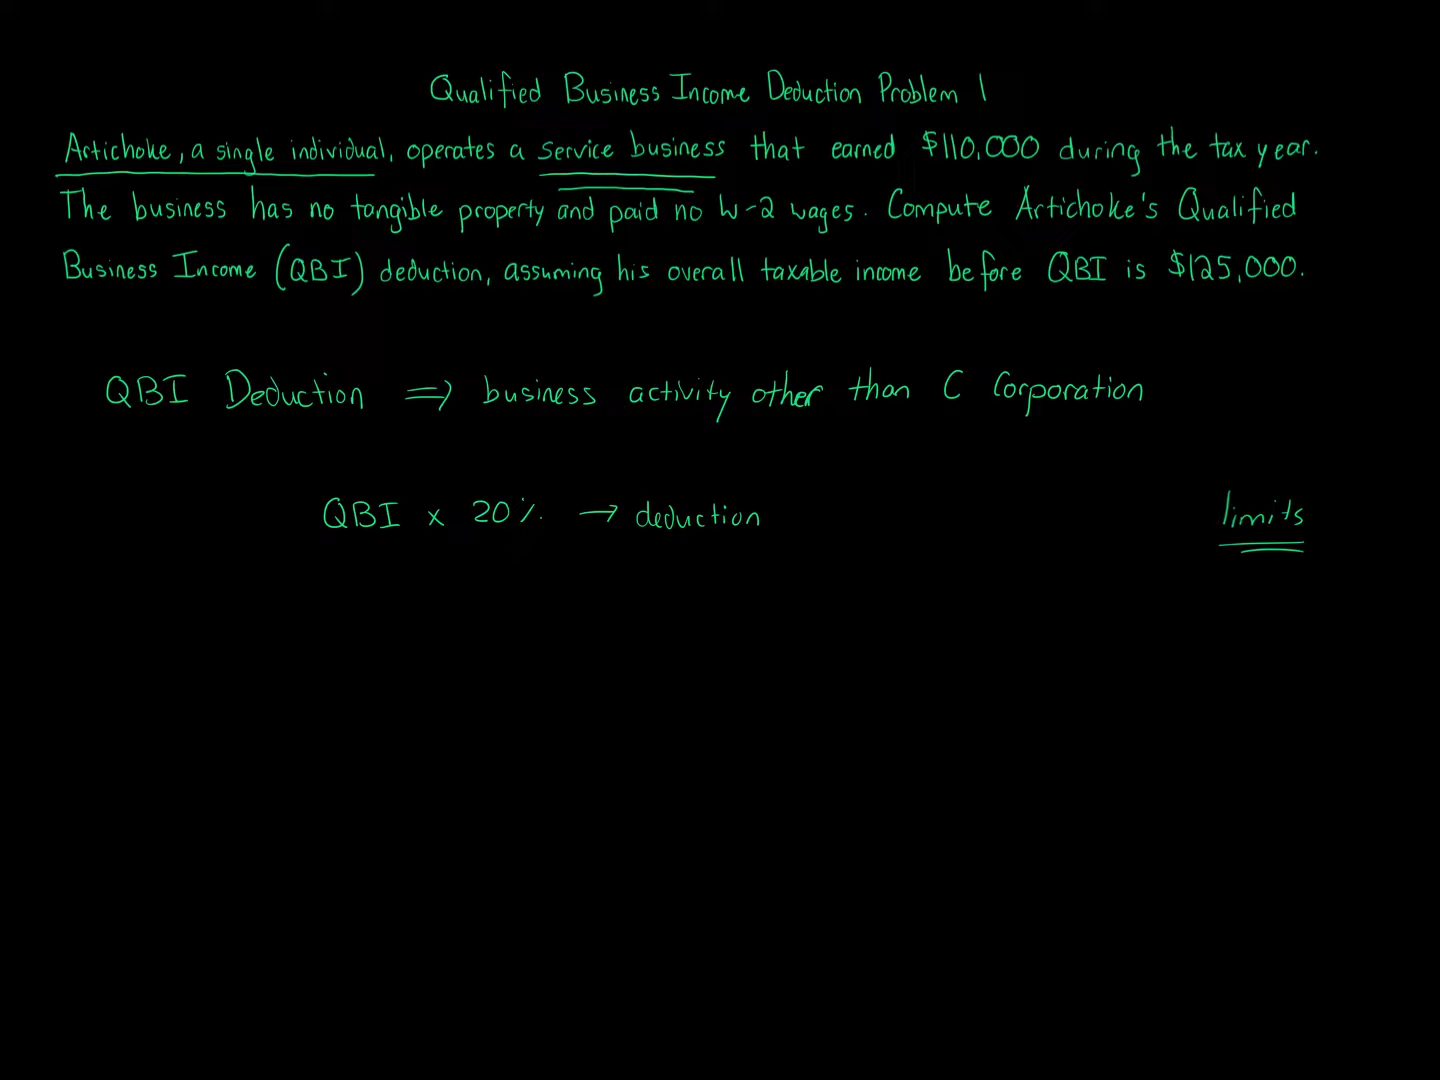 Qualified Business Income Deduction Problem 1
Artichoke, a single individual, operates a service business that earned $110,000 during the tax year.
The business has no tangible property and paid no W-2 wages. Compute Artichoke's Qualified
Business Income (QBI) deduction, assuming his overall taxable income before QBI is $125,000.
QBI Deduction ⇒ business activity other than C Corporation
QBI x 20% → deduction
limits